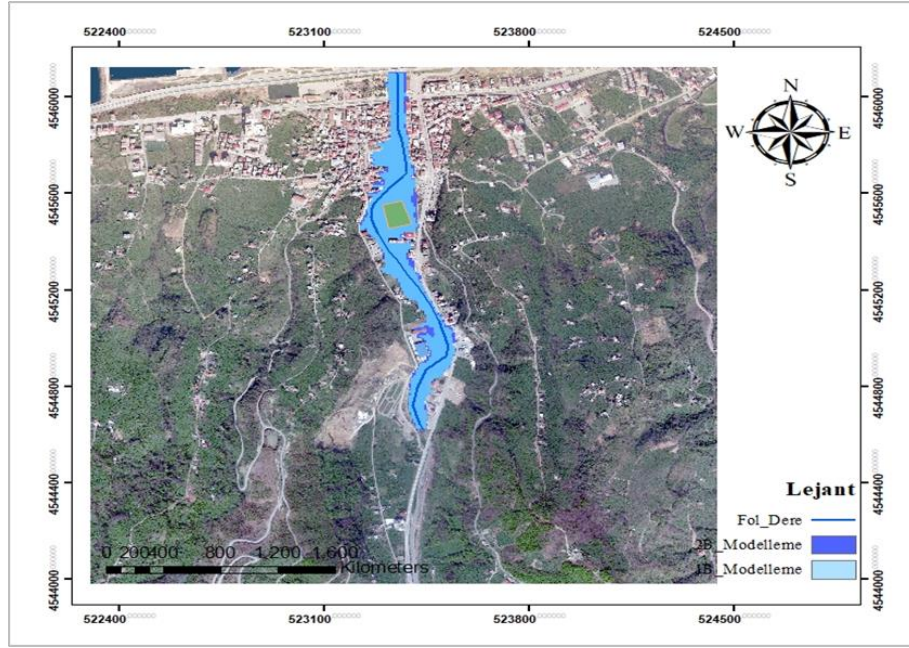 522400 523100 523800 524500
4546000 4546000
4545600 4545600
4545200 4545200
4544800 4544800
4544400 4544400
4544000 4544000
N
W E
S
Lejant
Fol_Dere
2B_Modelleme
1B_Modelleme
0 200400 800 1.200 1.600
Kilometers
522400 523100 523800 524500